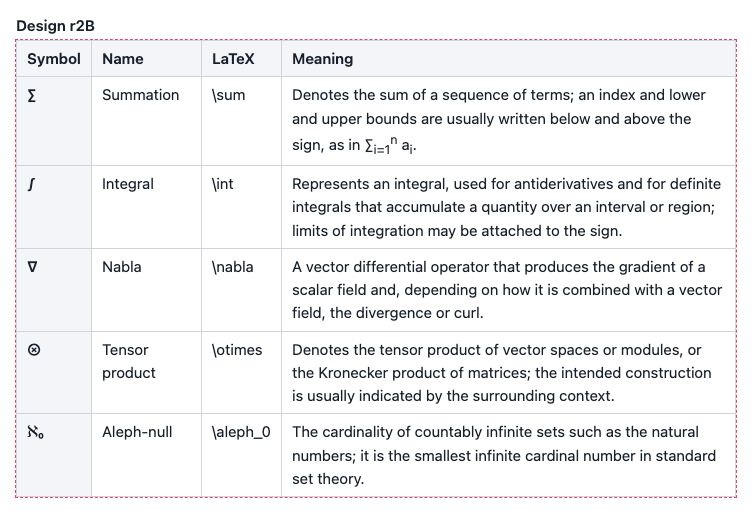 Design r2B
Symbol Name LaTeX Meaning
∑ Summation \sum Denotes the sum of a sequence of terms; an index and lower
and upper bounds are usually written below and above the
sign, as in ∑ᵢ₌₁ⁿ aᵢ.
∫ Integral \int Represents an integral, used for antiderivatives and for definite
integrals that accumulate a quantity over an interval or region;
limits of integration may be attached to the sign.
∇ Nabla \nabla A vector differential operator that produces the gradient of a
scalar field and, depending on how it is combined with a vector
field, the divergence or curl.
⊗ Tensor \otimes Denotes the tensor product of vector spaces or modules, or
product the Kronecker product of matrices; the intended construction
is usually indicated by the surrounding context.
ℵ₀ Aleph-null \aleph_0 The cardinality of countably infinite sets such as the natural
numbers; it is the smallest infinite cardinal number in standard
set theory.